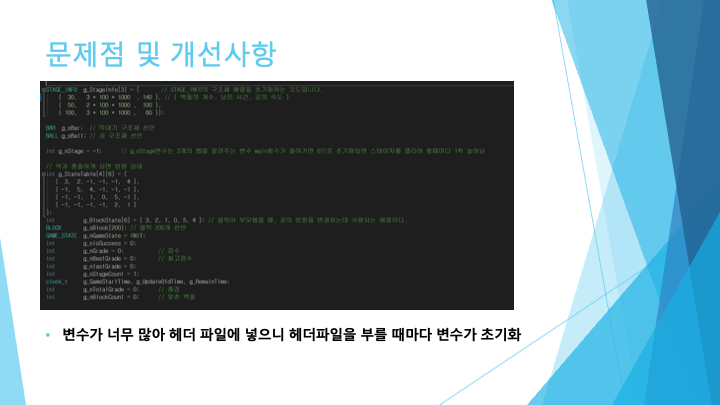 문제점 및 개선사항
STAGE_INFO g_StageInfo[3] = { // STAGE_INFO의 구조체 배열을 초기화하는 코드입니다.
{ 30, 3 * 100 * 1000 , 140 }, // { 벽돌의 개수, 남은 시간, 공의 속도 }
{ 50, 2 * 100 * 1000 , 100 },
{ 100, 3 * 100 * 1000 , 60 }};
BAR g_sBar; // 막대기 구조체 선언
BALL g_sBall; // 공 구조체 선언
int g_nStage = -1; // g_nStage변수는 3개의 맵을 알려주는 변수 main함수가 돌아가면 0으로 초기화되면 스테이지를 클리어 할때마다 1씩 늘어남
// 벽과 충돌하게 되면 방향 상태
int g_StateTable[4][6] = {
{ 3, 2, -1, -1, -1, 4 },
{ -1, 5, 4, -1, -1, -1 },
{ -1, -1, 1, 0, 5, -1 },
{ -1, -1, -1, -1, 2, 1 }
};
int g_BlockState[6] = { 3, 2, 1, 0, 5, 4 }; // 블럭이 부딪혔을 때, 공의 방향을 변경하는데 사용되는 배열이다.
BLOCK g_sBlock[200]; // 블럭 200개 선언
GAME_STATE g_nGameState = INIT;
int g_nIsSuccess = 0;
int g_nGrade = 0; // 점수
int g_nBestGrade = 0; // 최고점수
int g_nlastGrade = 0;
int g_nStageCount = 1;
clock_t g_GameStartTime, g_UpdateOldTime, g_RemainTime;
int g_nTotalGrade = 0; // 총점
int g_nBlockCount = 0; // 맞춘 벽돌
• 변수가 너무 많아 헤더 파일에 넣으니 헤더파일을 부를 때마다 변수가 초기화